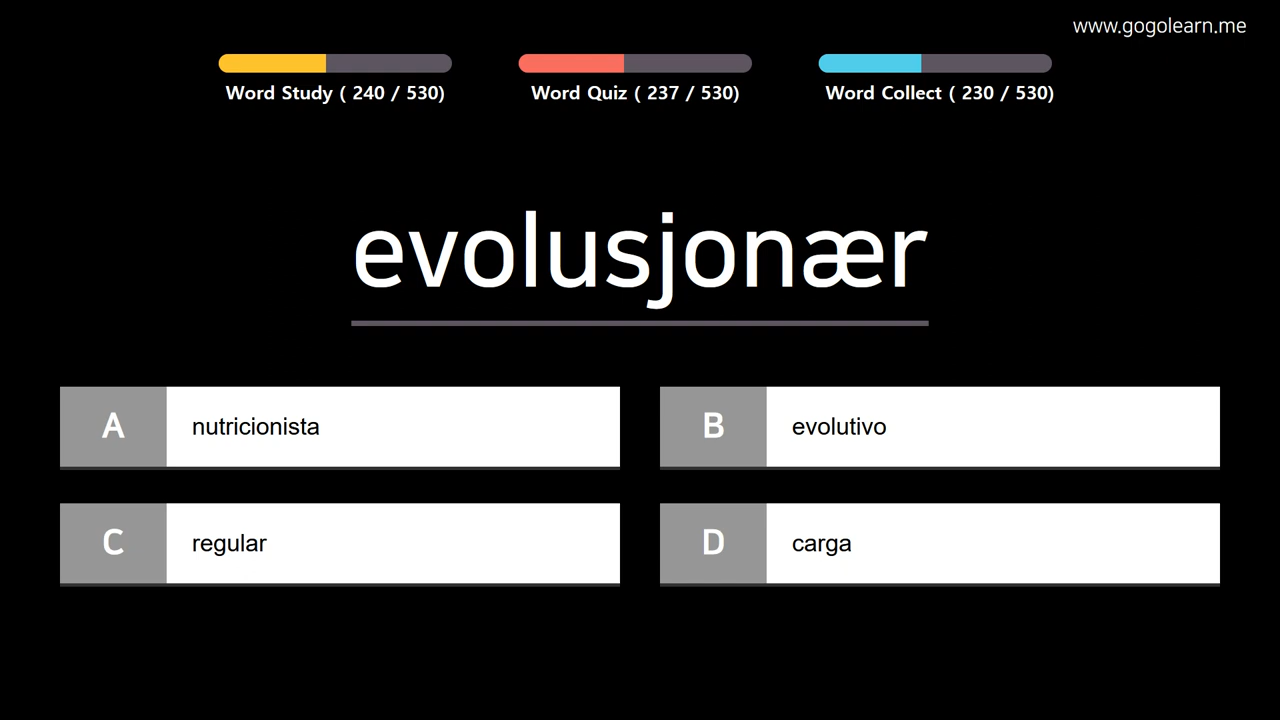 www.gogolearn.me
Word Study ( 240 / 530)
Word Quiz ( 237 / 530)
Word Collect ( 230 / 530)
evolusjonær
A nutricionista
B evolutivo
C regular
D carga